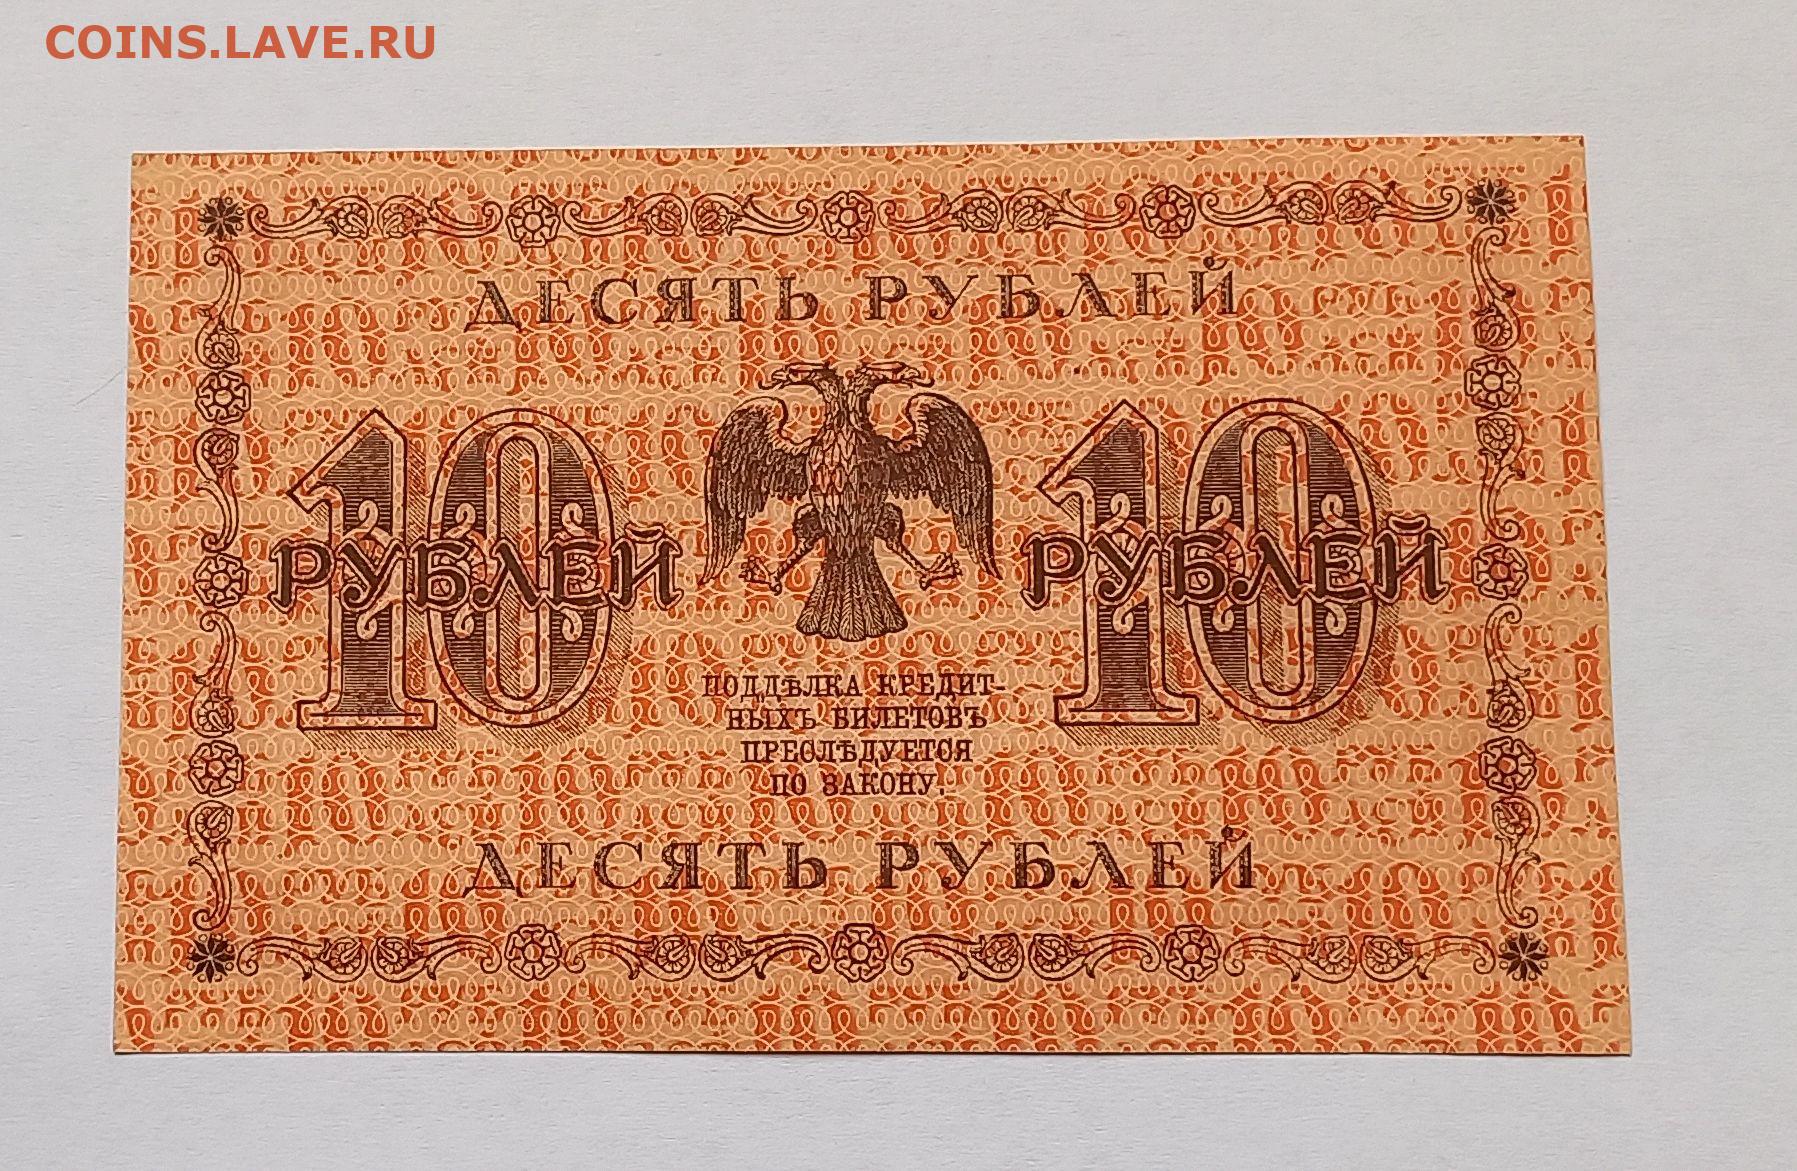 COINS.LAVE.RU
ДЕСЯТЬ РУБЛЕЙ
10 10
РУБЛЕЙ РУБЛЕЙ
ПОДДѢЛКА КРЕДИТ-
НЫХЪ БИЛЕТОВЪ
ПРЕСЛѢДУЕТСЯ
ПО ЗАКОНУ.
ДЕСЯТЬ РУБЛЕЙ